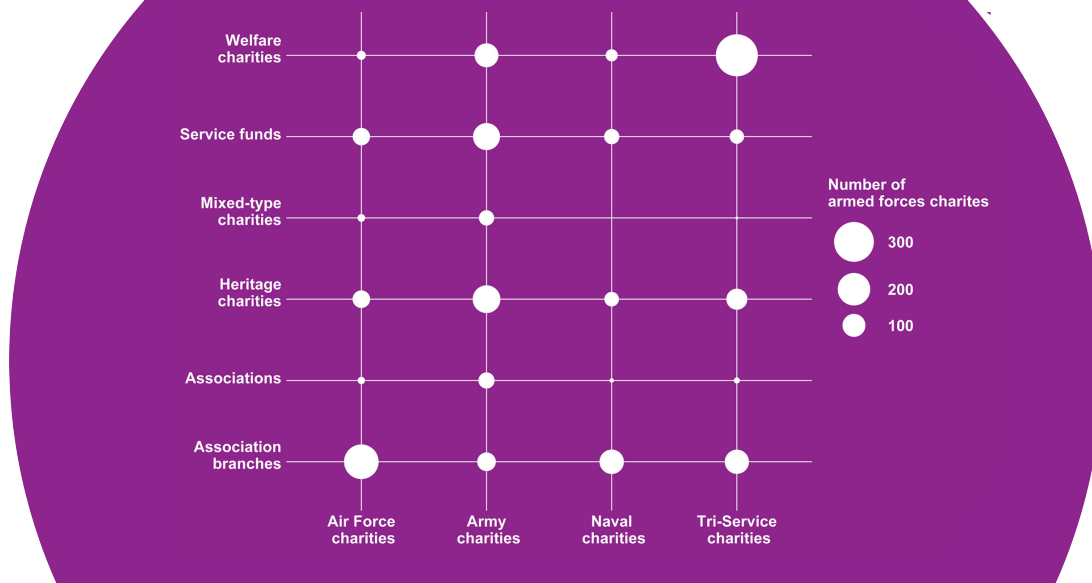 Welfare
charities
Service funds
Mixed-type
charities
Heritage
charities
Associations
Association
branches
Air Force
charities
Army
charities
Naval
charities
Tri-Service
charities
Number of
armed forces charites
300
200
100